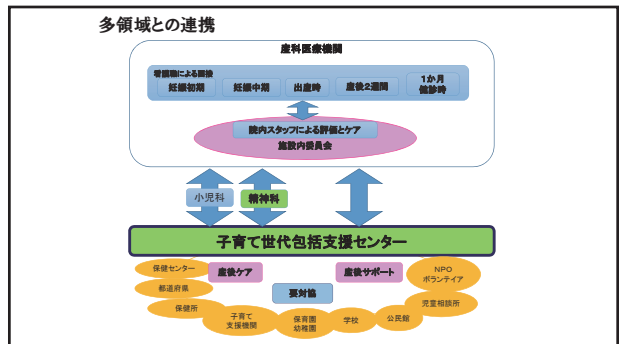 多領域との連携
産科医療機関
看護職による面接
妊娠初期
妊娠中期
出産時
産後2週間
1か月
健診時
院内スタッフによる評価とケア
施設内委員会
小児科
精神科
子育て世代包括支援センター
保健センター
産後ケア
産後サポート
NPO
ボランテイア
都道府県
要対協
児童相談所
保健所
子育て
支援機関
保育園
幼稚園
学校
公民館